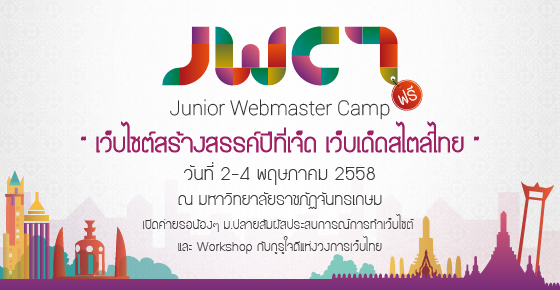 JWC7
ฟรี
Junior Webmaster Camp
" เว็บไซต์สร้างสรรค์ปีที่เจ็ด เว็บเด็ดสไตล์ไทย "
วันที่ 2-4 พฤษภาคม 2558
ณ มหาวิทยาลัยราชภัฏจันทรเกษม
เปิดค่ายรอน้องๆ ม.ปลายสัมผัสประสบการณ์การทำเว็บไซต์
และ Workshop กับกูรูใจดีแห่งวงการเว็บไทย